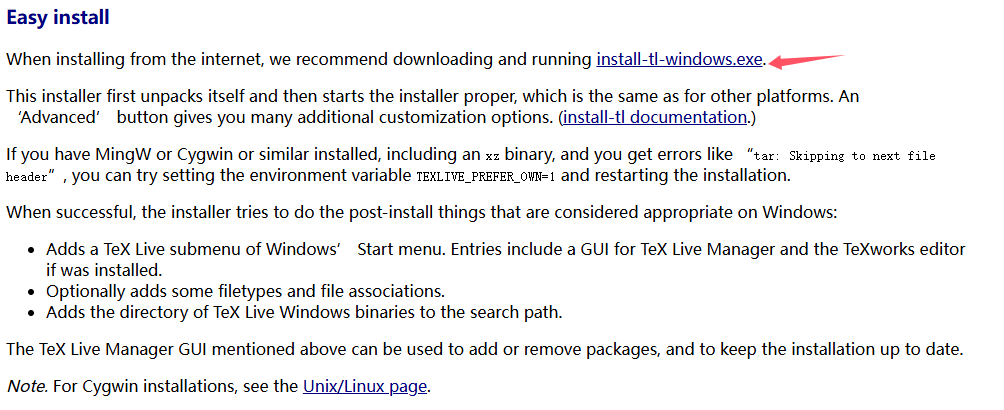 Easy install
When installing from the internet, we recommend downloading and running install-tl-windows.exe.
This installer first unpacks itself and then starts the installer proper, which is the same as for other platforms. An
‘Advanced’ button gives you many additional customization options. (install-tl documentation.)
If you have MingW or Cygwin or similar installed, including an xz binary, and you get errors like “tar: Skipping to next file
header”, you can try setting the environment variable TEXLIVE_PREFER_OWN=1 and restarting the installation.
When successful, the installer tries to do the post-install things that are considered appropriate on Windows:
• Adds a TeX Live submenu of Windows’ Start menu. Entries include a GUI for TeX Live Manager and the TeXworks editor
if was installed.
• Optionally adds some filetypes and file associations.
• Adds the directory of TeX Live Windows binaries to the search path.
The TeX Live Manager GUI mentioned above can be used to add or remove packages, and to keep the installation up to date.
Note. For Cygwin installations, see the Unix/Linux page.